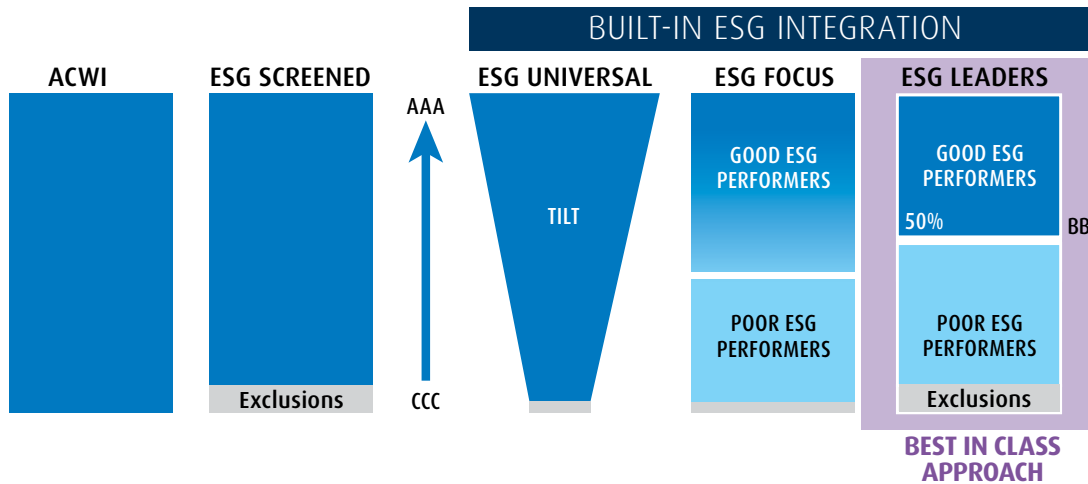 BUILT-IN ESG INTEGRATION
ACWI
ESG SCREENED
ESG UNIVERSAL
ESG FOCUS
ESG LEADERS
AAA
CCC
Exclusions
TILT
GOOD ESG
PERFORMERS
POOR ESG
PERFORMERS
GOOD ESG
PERFORMERS
50%
BB
POOR ESG
PERFORMERS
Exclusions
BEST IN CLASS
APPROACH